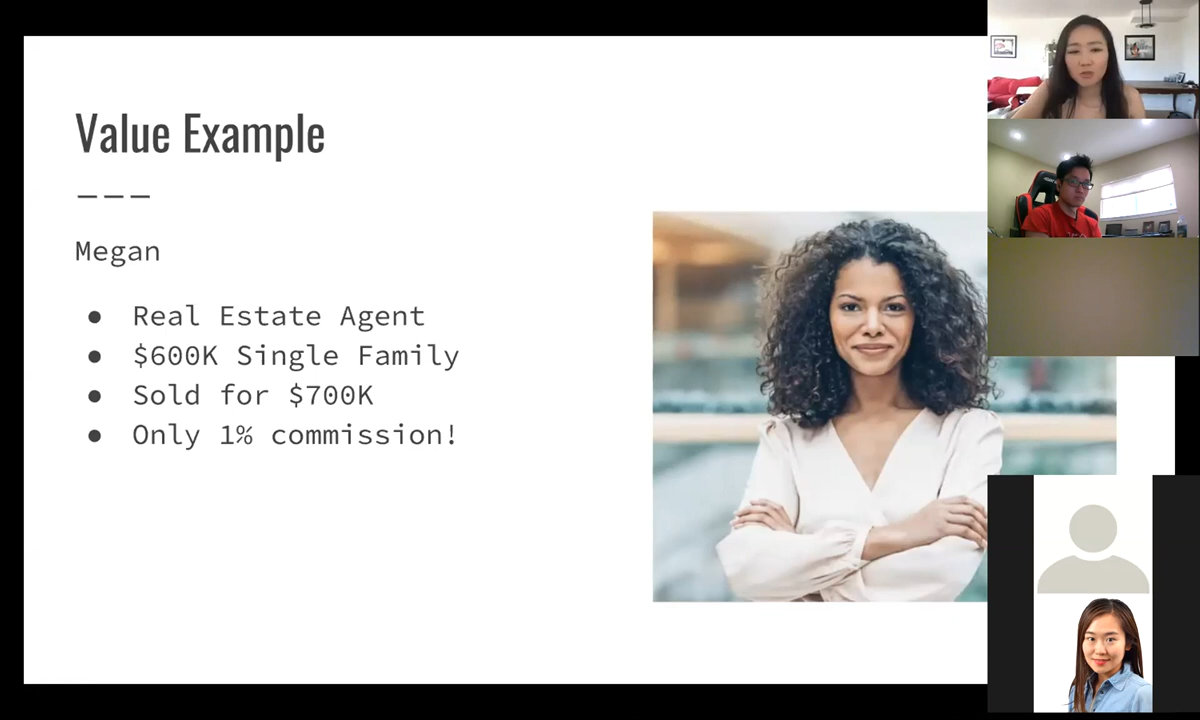 Value Example
Megan
● Real Estate Agent
● $600K Single Family
● Sold for $700K
● Only 1% commission!